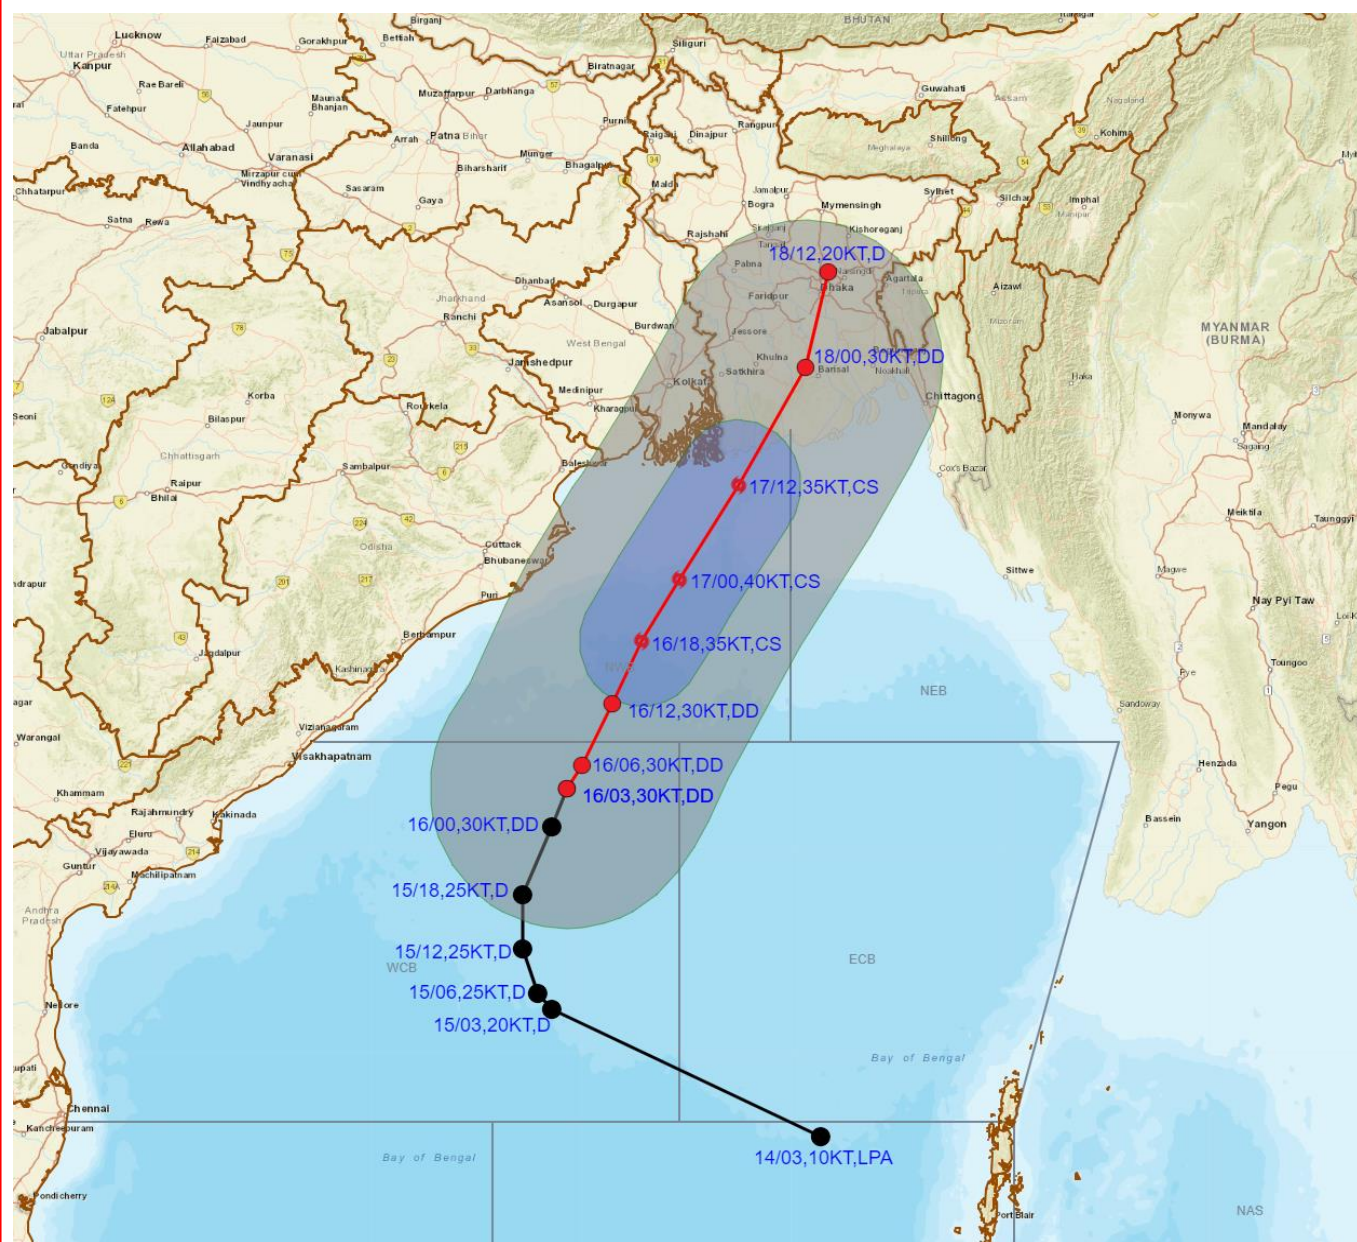 BHUTAN
Birganj
Lucknow
Faizabad
Gorakhpur
Bettiah
Siliguri
Uttar Pradesh
Kanpur
Biratnagar
Rae Bareli
Muzaffarpur
Darbhanga
Guwahati
Assam
Nagaland
Fatehpur
Jaunpur
Rangpur
Kohima
Arrah
Patna
Bihar
Dinajpur
Shillong
Meghalaya
Banda
Allahabad
Varanasi
Munger
Biharsharif
Mirzapur cum
Vindhyachal
Sasaram
Chhatarpur
Jamalpur
Sylhet
Silchar
Imphal
Manipur
Gaya
Bogra
Mymensingh
Satna
Rewa
Rajshahi
Kishoreganj
18/12,20KT,D
Pabna
Agartala
Dhaka
Dhanbad
Aizawl
Asansol
Durgapur
Faridpur
Jharkhand
Ranchi
Mizoram
Jabalpur
Burdwan
Jessore
MYANMAR
(BURMA)
West Bengal
18/00,30KT,DD
Jamshedpur
Khulna
Satkhira
Barisal
Noakhali
Haka
Kolkata
Medinipur
Korba
Kharagpur
Chittagong
Rourkela
Seoni
Bilaspur
Monywa
Mandalay
Sagaing
Chhattisgarh
Gondiya
Sambalpur
Cox's Bazar
Raipur
Bhilai
17/12,35KT,CS
Meiktila
Taunggyi
Cuttack
Odisha
Bhubaneswar
Sittwe
Magwe
17/00,40KT,CS
Puri
Nay Pyi Taw
Berhampur
16/18,35KT,CS
Jagdalpur
Toungoo
Pye
NEB
Sandoway
16/12,30KT,DD
Vizianagaram
Warangal
Visakhapatnam
16/06,30KT,DD
Henzada
Khammam
16/03,30KT,DD
Pegu
Rajahmundry
Kakinada
16/00,30KT,DD
Bassein
Yangon
Eluru
Vijayawada
Guntur
Machilipatnam
15/18,25KT,D
Andhra
Pradesh
15/12,25KT,D
WCB
ECB
15/06,25KT,D
Nellore
15/03,20KT,D
Bay of Bengal
Chennai
Kancheepuram
14/03,10KT,LPA
Bay of Bengal
Pondicherry
Port Blair
NAS